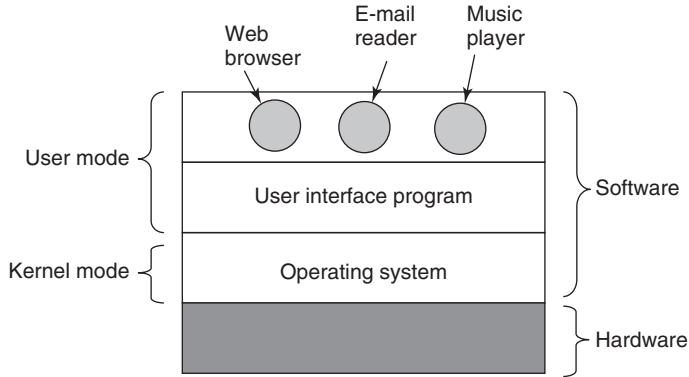 Web
browser
E-mail
reader
Music
player
User mode
User interface program
Software
Kernel mode
Operating system
Hardware